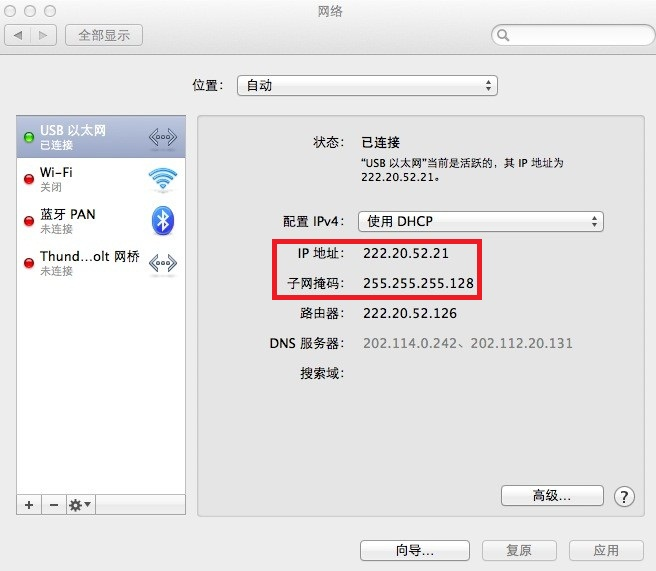 网络
全部显示
位置： 自动
USB 以太网
已连接
Wi-Fi
关闭
蓝牙 PAN
未连接
Thund...olt 网桥
未连接
状态： 已连接
“USB 以太网”当前是活跃的，其 IP 地址为
222.20.52.21。
配置 IPv4： 使用 DHCP
IP 地址： 222.20.52.21
子网掩码： 255.255.255.128
路由器： 222.20.52.126
DNS 服务器： 202.114.0.242、202.112.20.131
搜索域：
高级... ?
向导... 复原 应用